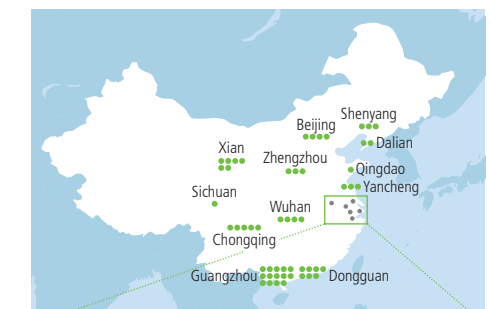 Shenyang
Beijing
Dalian
Xian
Zhengzhou
Qingdao
Yancheng
Sichuan
Wuhan
Chongqing
Guangzhou
Dongguan